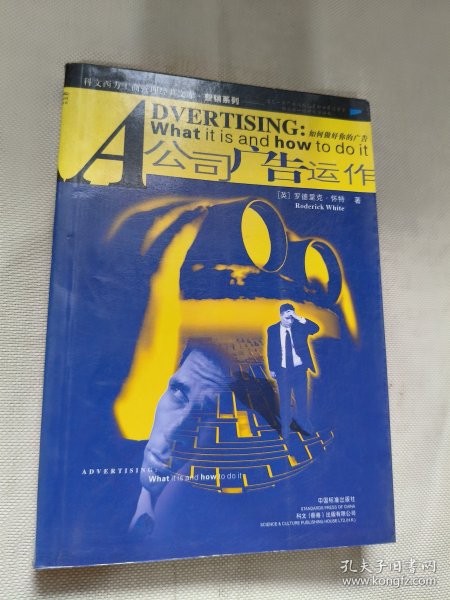 科文西方工商管理经典文库·营销系列
ADVERTISING:
如何做好你的广告
What it is and how to do it
公司广告运作
[英] 罗德里克·怀特 著
Roderick White
ADVERTISING:
What it is and how to do it
中国标准出版社
STANDARDS PRESS OF CHINA
科文(香港)出版有限公司
SCIENCE & CULTURE PUBLISHING HOUSE LTD.(H.K.)
孔夫子旧书网
book.kongfz.com